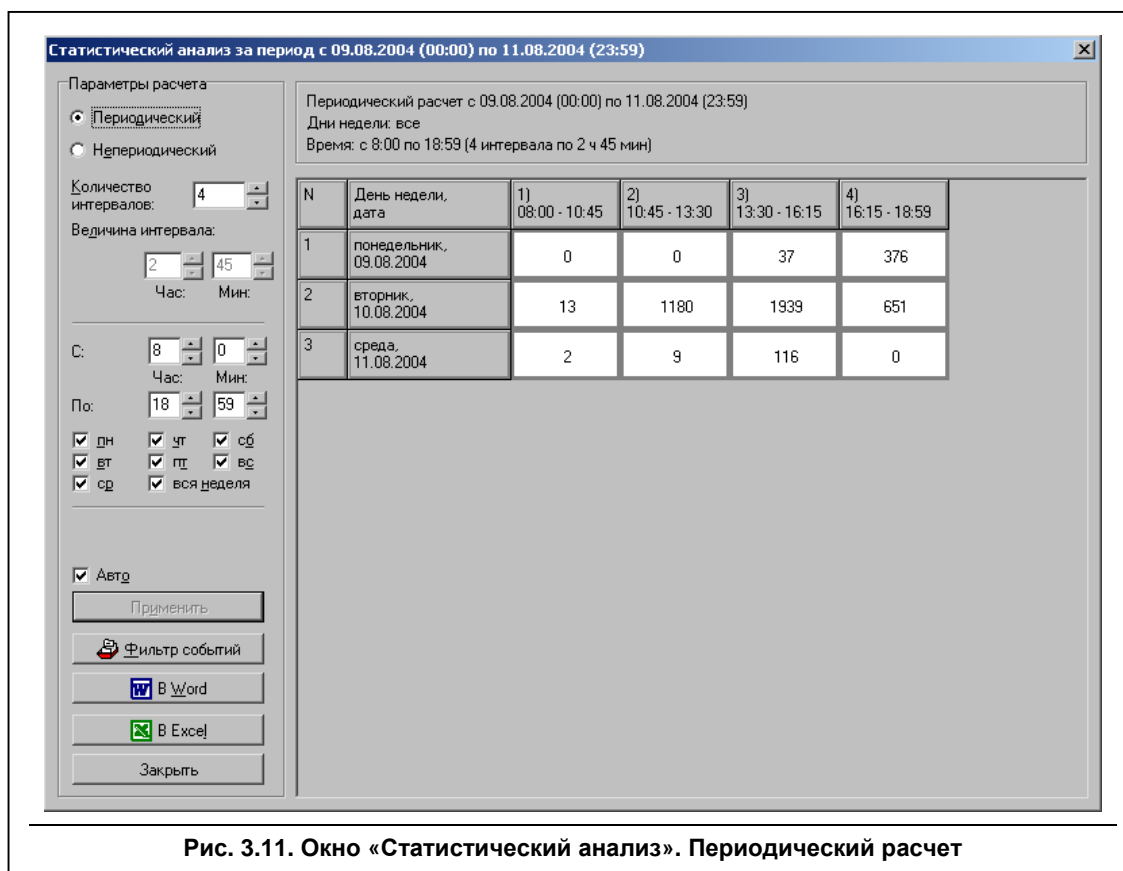 Статистический анализ за период с 09.08.2004 (00:00) по 11.08.2004 (23:59)
Параметры расчета
Периодический
Непериодический
Количество интервалов: 4
Величина интервала:
2 45
Час: Мин:
С: 8 0
Час: Мин:
По: 18 59
пн чт сб
вт пт вс
ср вся неделя
Авто
Применить
Фильтр событий
В Word
В Excel
Закрыть
Периодический расчет с 09.08.2004 (00:00) по 11.08.2004 (23:59)
Дни недели: все
Время: с 8:00 по 18:59 (4 интервала по 2 ч 45 мин)
N День недели, дата 1) 08:00 - 10:45 2) 10:45 - 13:30 3) 13:30 - 16:15 4) 16:15 - 18:59
1 понедельник, 09.08.2004 0 0 37 376
2 вторник, 10.08.2004 13 1180 1939 651
3 среда, 11.08.2004 2 9 116 0
Рис. 3.11. Окно «Статистический анализ». Периодический расчет